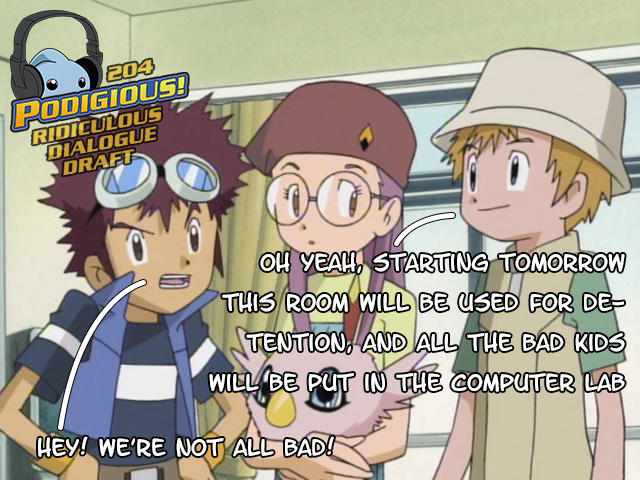 204
PODIGIOUS!
RIDICULOUS
DIALOGUE
DRAFT
OH YEAH, STARTING TOMORROW
THIS ROOM WILL BE USED FOR DE-
TENTION, AND ALL THE BAD KIDS
WILL BE PUT IN THE COMPUTER LAB
HEY! WE'RE NOT ALL BAD!